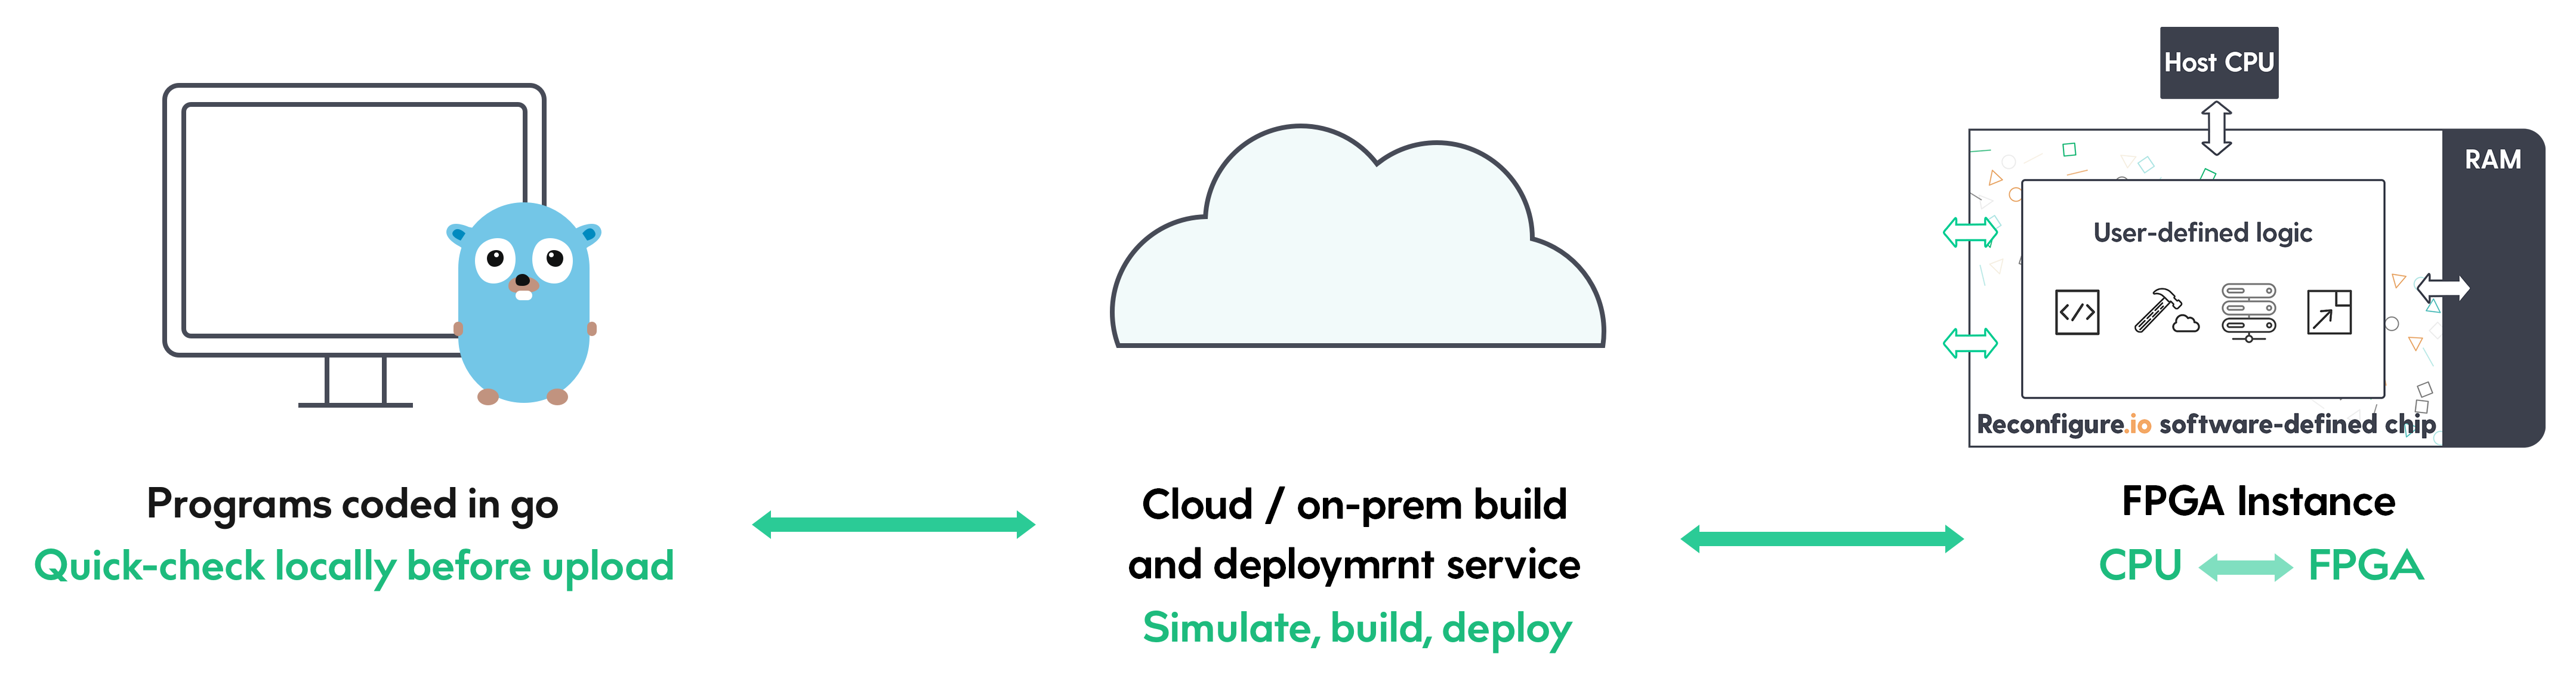 Programs coded in go
Quick-check locally before upload
Cloud / on-prem build
and deploymrnt service
Simulate, build, deploy
Host CPU
RAM
User-defined logic
</>
Reconfigure.io software-defined chip
FPGA Instance
CPU FPGA